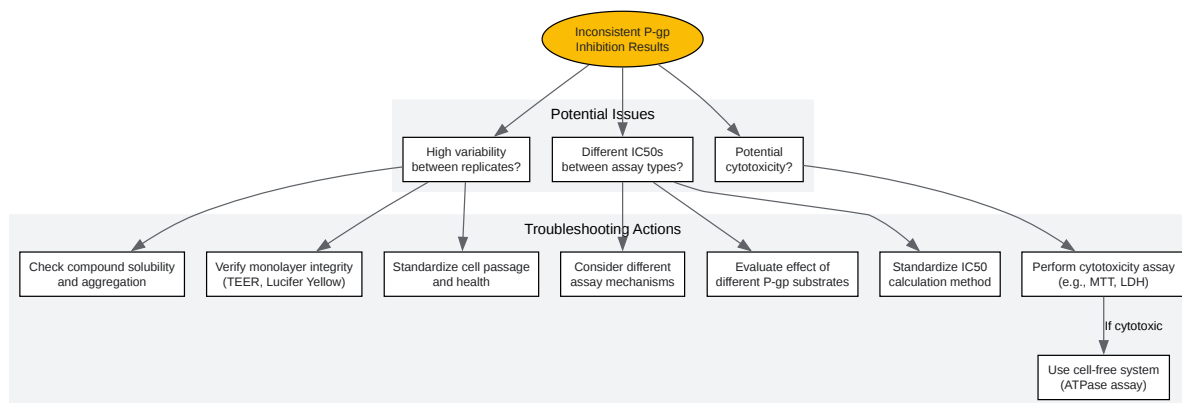 Inconsistent P-gp
Inhibition Results
Potential Issues
High variability
between replicates?
Different IC50s
between assay types?
Potential
cytotoxicity?
Troubleshooting Actions
Check compound solubility
and aggregation
Verify monolayer integrity
(TEER, Lucifer Yellow)
Standardize cell passage
and health
Consider different
assay mechanisms
Evaluate effect of
different P-gp substrates
Standardize IC50
calculation method
Perform cytotoxicity assay
(e.g., MTT, LDH)
If cytotoxic
Use cell-free system
(ATPase assay)